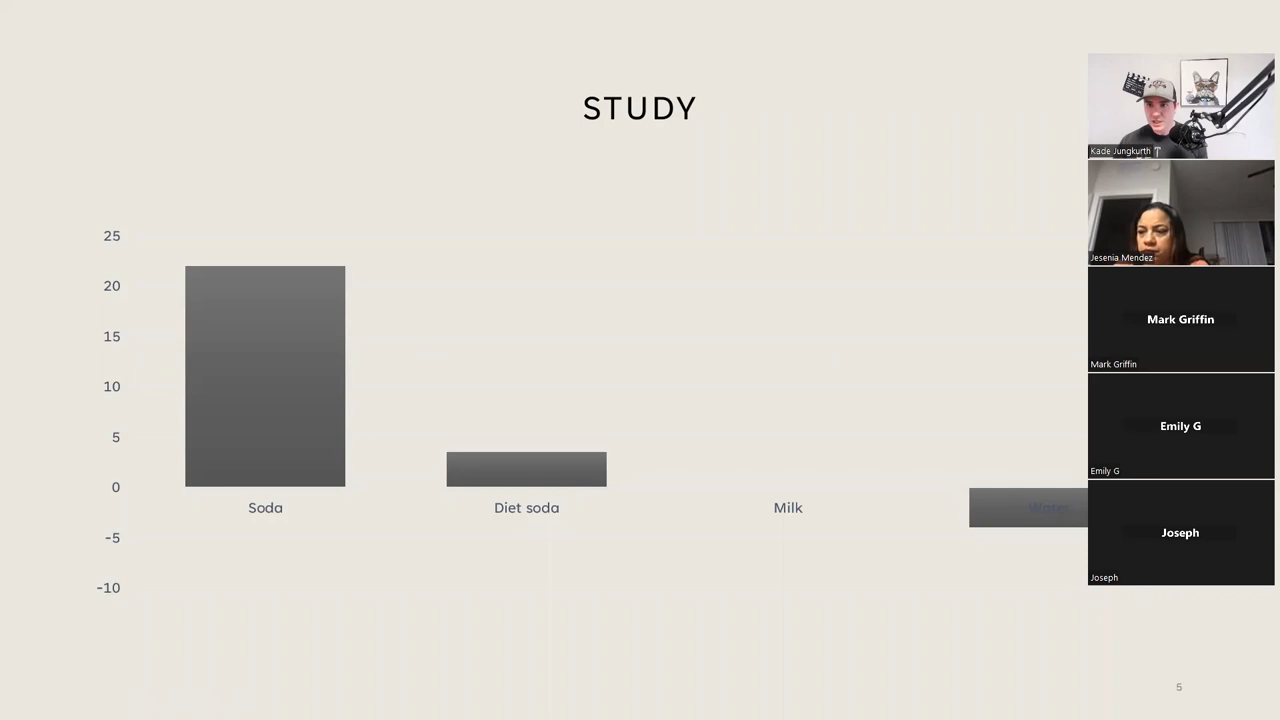 STUDY
25
20
15
10
5
0
-5
-10
Soda
Diet soda
Milk
Water
5
Kade Jungkurth
Jesenia Mendez
Mark Griffin
Mark Griffin
Emily G
Emily G
Joseph
Joseph